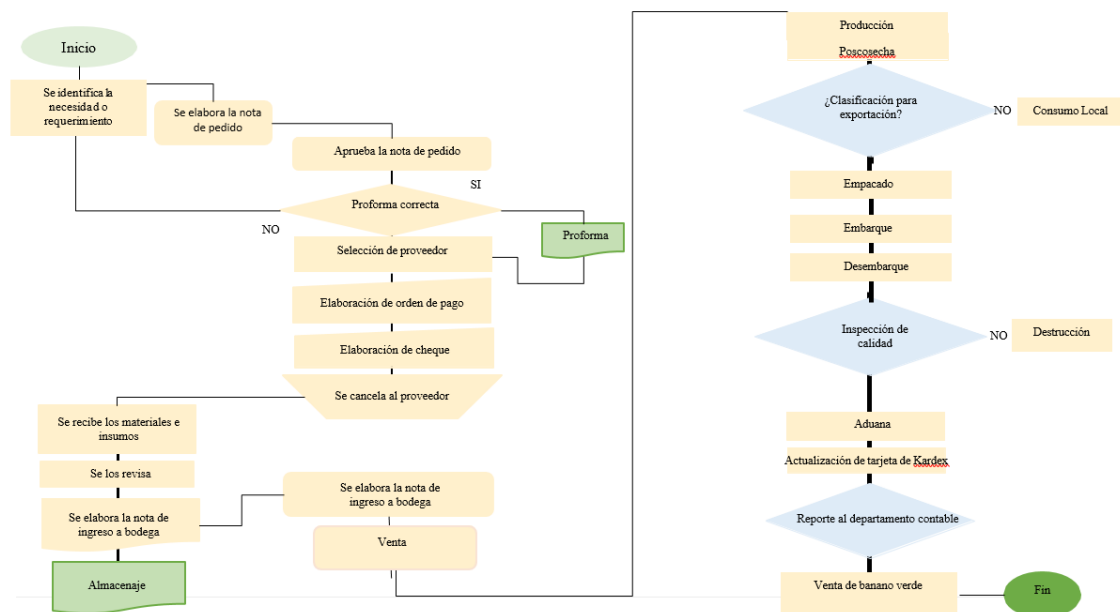 Inicio
Se identifica la
necesidad o
requerimiento
Se elabora la nota
de pedido
Aprueba la nota de pedido
SI
Proforma correcta
NO
Proforma
Selección de proveedor
Elaboración de orden de pago
Elaboración de cheque
Se cancela al proveedor
Se recibe los materiales e
insumos
Se los revisa
Se elabora la nota de
ingreso a bodega
Almacenaje
Se elabora la nota de
ingreso a bodega
Venta
Producción
Poscosecha
¿Clasificación para
exportación?
NO
Consumo Local
Empacado
Embarque
Desembarque
Inspección de
calidad
NO
Destrucción
Aduana
Actualización de tarjeta de Kardex
Reporte al departamento contable
Venta de banano verde
Fin